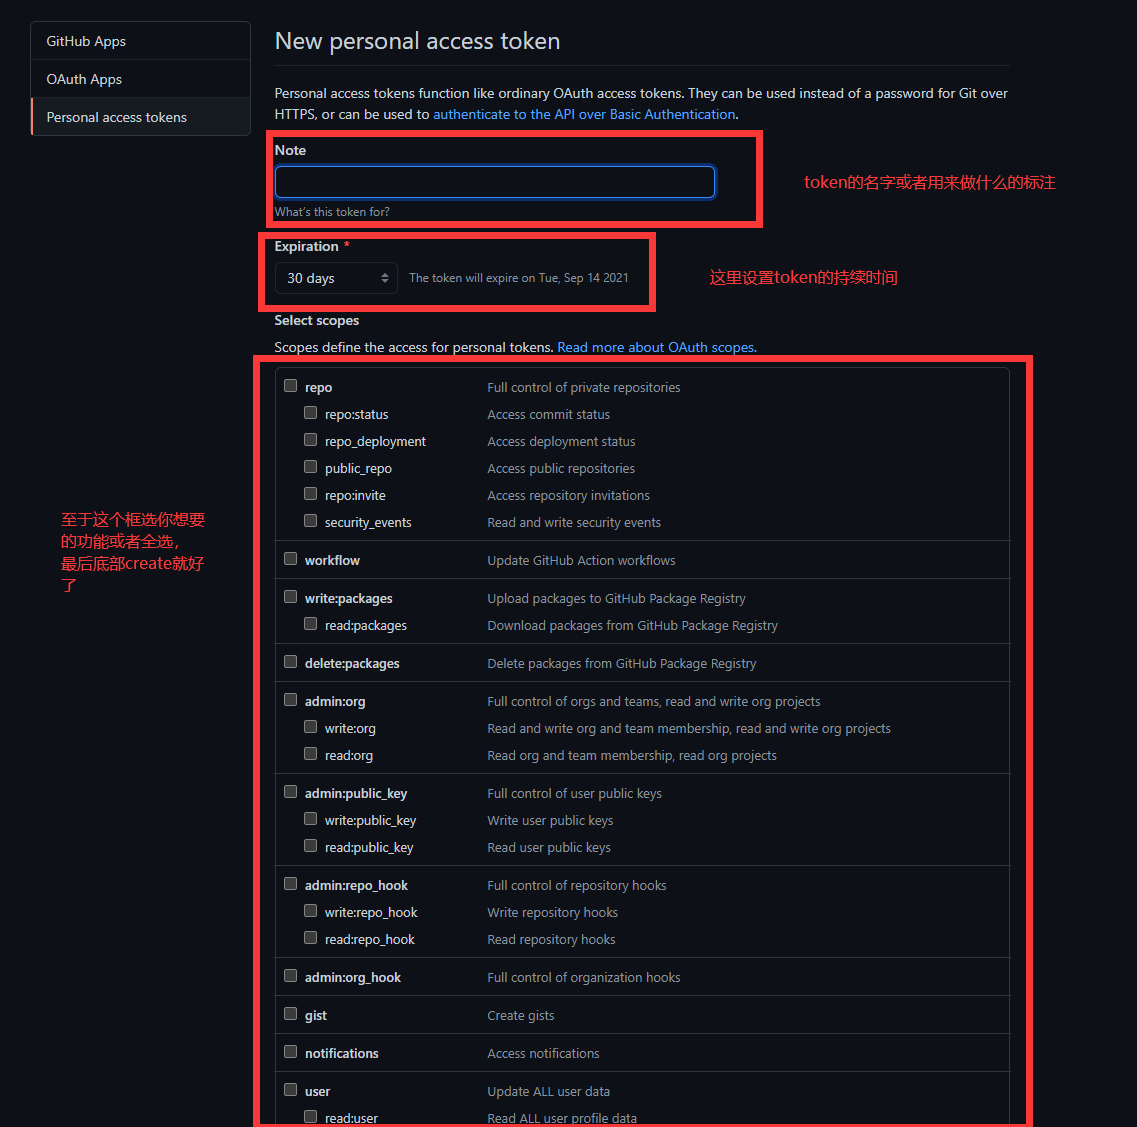 GitHub Apps
OAuth Apps
Personal access tokens
New personal access token
Personal access tokens function like ordinary OAuth access tokens. They can be used instead of a password for Git over
HTTPS, or can be used to authenticate to the API over Basic Authentication.
Note
What's this token for?
token的名字或者用来做什么的标注
Expiration *
30 days
The token will expire on Tue, Sep 14 2021
这里设置token的持续时间
Select scopes
Scopes define the access for personal tokens. Read more about OAuth scopes.
repo Full control of private repositories
repo:status Access commit status
repo_deployment Access deployment status
public_repo Access public repositories
repo:invite Access repository invitations
security_events Read and write security events
至于这个框选你想要
的功能或者全选，
最后底部create就好
了
workflow Update GitHub Action workflows
write:packages Upload packages to GitHub Package Registry
read:packages Download packages from GitHub Package Registry
delete:packages Delete packages from GitHub Package Registry
admin:org Full control of orgs and teams, read and write org projects
write:org Read and write org and team membership, read and write org projects
read:org Read org and team membership, read org projects
admin:public_key Full control of user public keys
write:public_key Write user public keys
read:public_key Read user public keys
admin:repo_hook Full control of repository hooks
write:repo_hook Write repository hooks
read:repo_hook Read repository hooks
admin:org_hook Full control of organization hooks
gist Create gists
notifications Access notifications
user Update ALL user data
read:user Read ALL user profile data